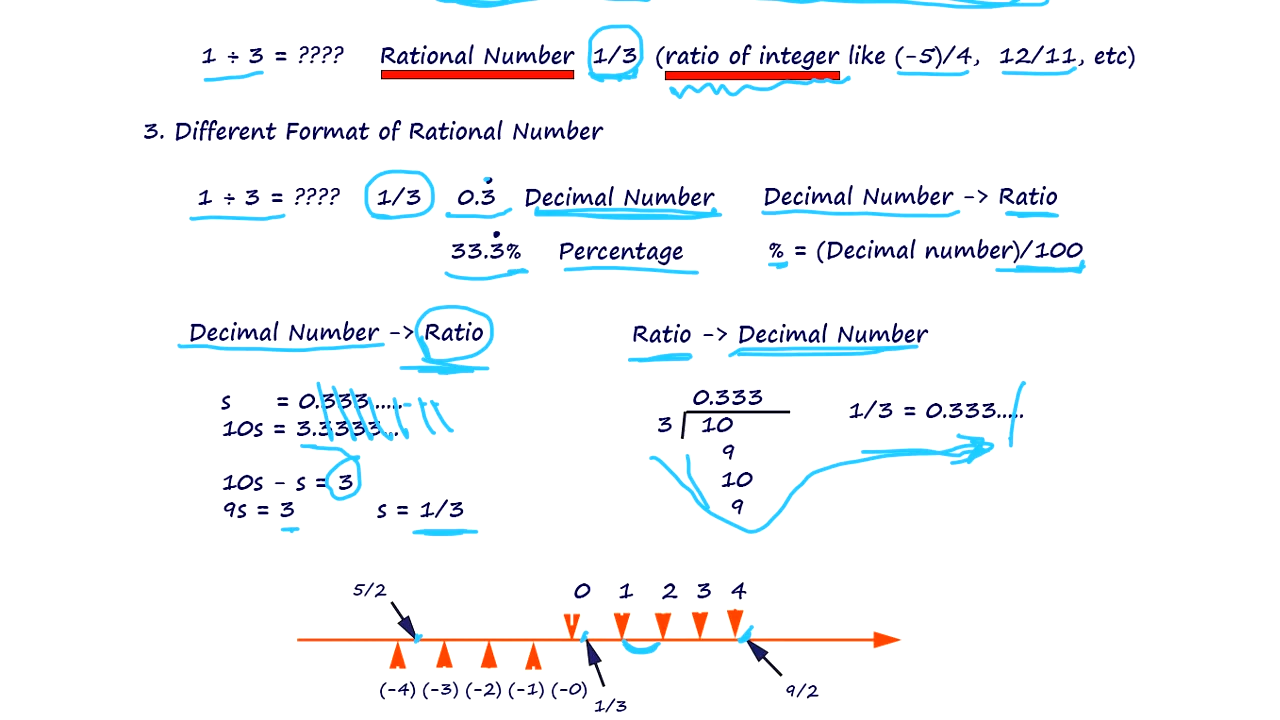 1 ÷ 3 = ???? Rational Number 1/3 (ratio of integer like (-5)/4, 12/11, etc)
3. Different Format of Rational Number
1 ÷ 3 = ???? 1/3 0.3̇ Decimal Number Decimal Number -> Ratio
33.3̇% Percentage % = (Decimal number)/100
Decimal Number -> Ratio Ratio -> Decimal Number
s = 0.333.....
10s = 3.3333...
10s - s = 3
9s = 3 s = 1/3
0.333
3 10
9
10
9
1/3 = 0.333.....
5/2 0 1 2 3 4
(-4) (-3) (-2) (-1) (-0)
1/3 9/2